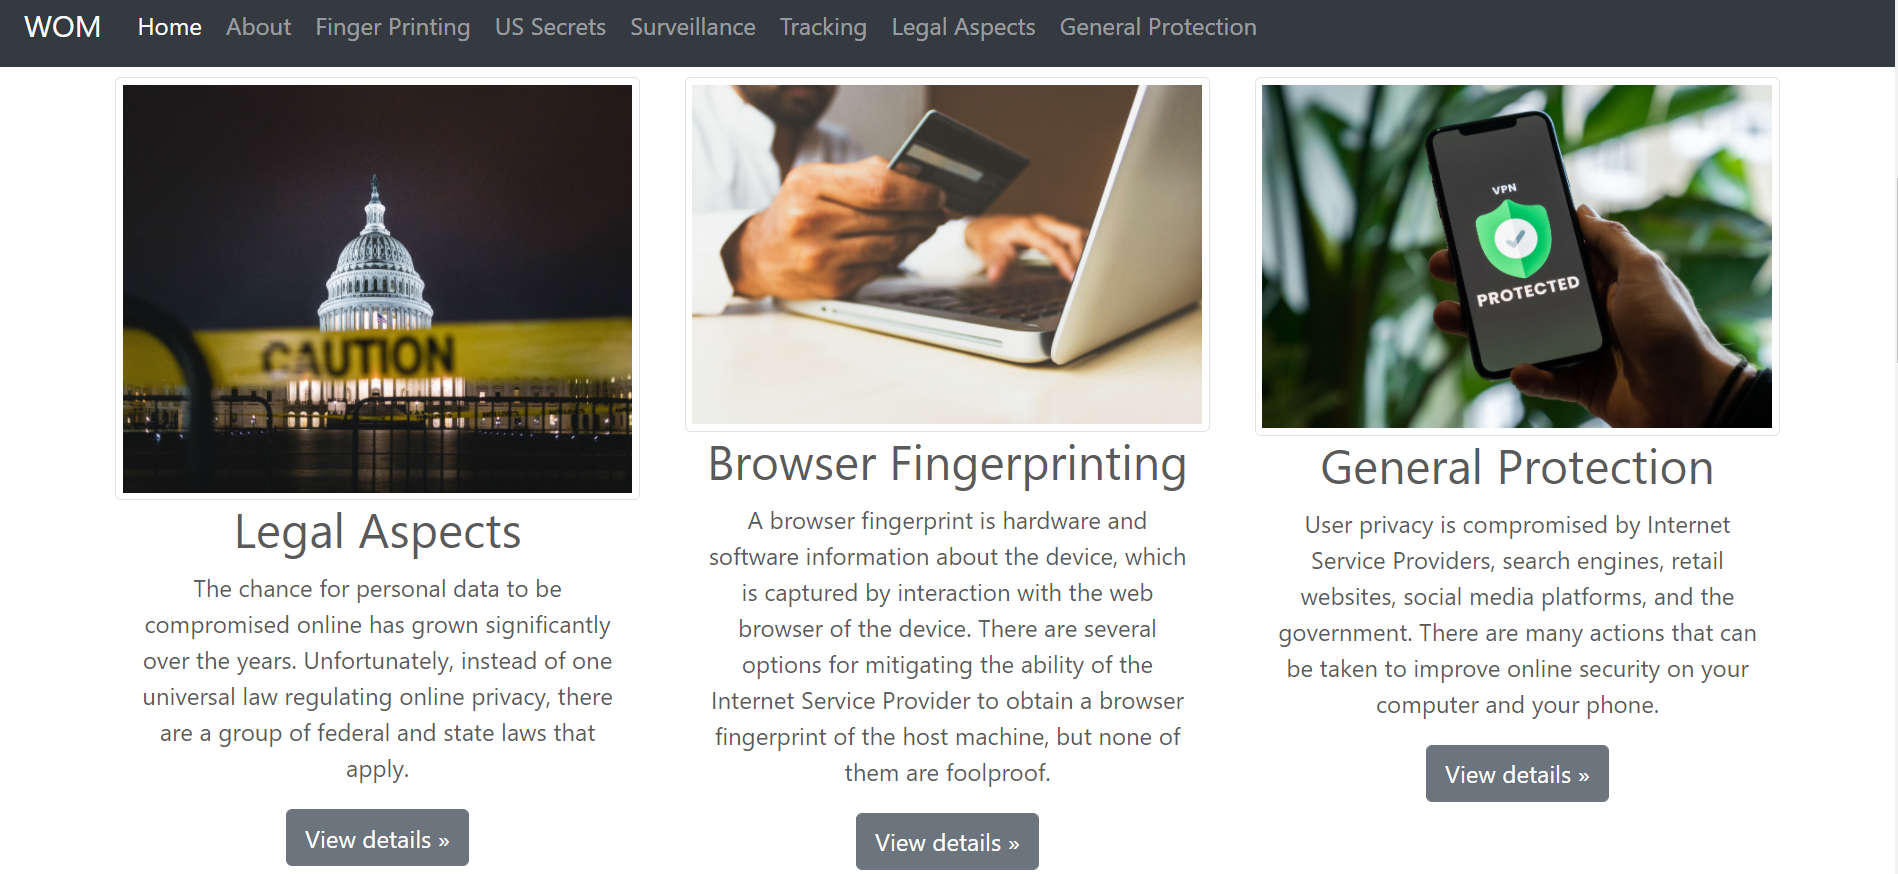 WOM Home About Finger Printing US Secrets Surveillance Tracking Legal Aspects General Protection
CAUTION
Legal Aspects
The chance for personal data to be
compromised online has grown significantly
over the years. Unfortunately, instead of one
universal law regulating online privacy, there
are a group of federal and state laws that
apply.
View details »
Browser Fingerprinting
A browser fingerprint is hardware and
software information about the device, which
is captured by interaction with the web
browser of the device. There are several
options for mitigating the ability of the
Internet Service Provider to obtain a browser
fingerprint of the host machine, but none of
them are foolproof.
View details »
VPN
PROTECTED
General Protection
User privacy is compromised by Internet
Service Providers, search engines, retail
websites, social media platforms, and the
government. There are many actions that can
be taken to improve online security on your
computer and your phone.
View details »